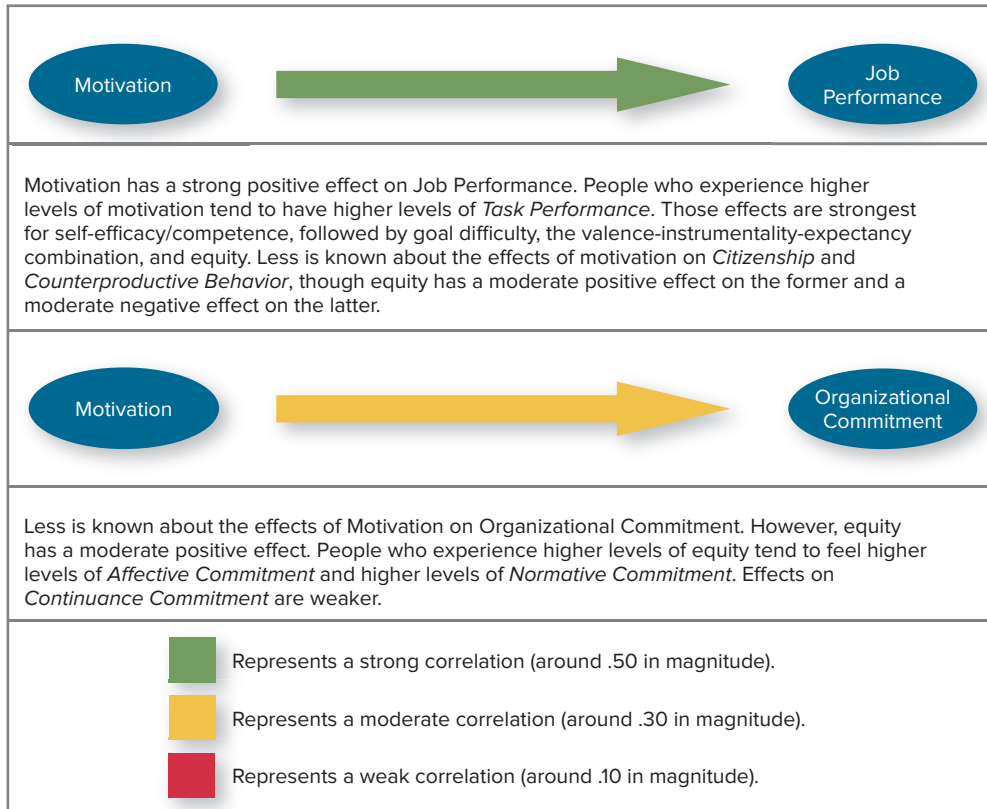 Motivation
Job
Performance
Motivation has a strong positive effect on Job Performance. People who experience higher
levels of motivation tend to have higher levels of Task Performance. Those effects are strongest
for self-efficacy/competence, followed by goal difficulty, the valence-instrumentality-expectancy
combination, and equity. Less is known about the effects of motivation on Citizenship and
Counterproductive Behavior, though equity has a moderate positive effect on the former and a
moderate negative effect on the latter.
Motivation
Organizational
Commitment
Less is known about the effects of Motivation on Organizational Commitment. However, equity
has a moderate positive effect. People who experience higher levels of equity tend to feel higher
levels of Affective Commitment and higher levels of Normative Commitment. Effects on
Continuance Commitment are weaker.
Represents a strong correlation (around .50 in magnitude).
Represents a moderate correlation (around .30 in magnitude).
Represents a weak correlation (around .10 in magnitude).